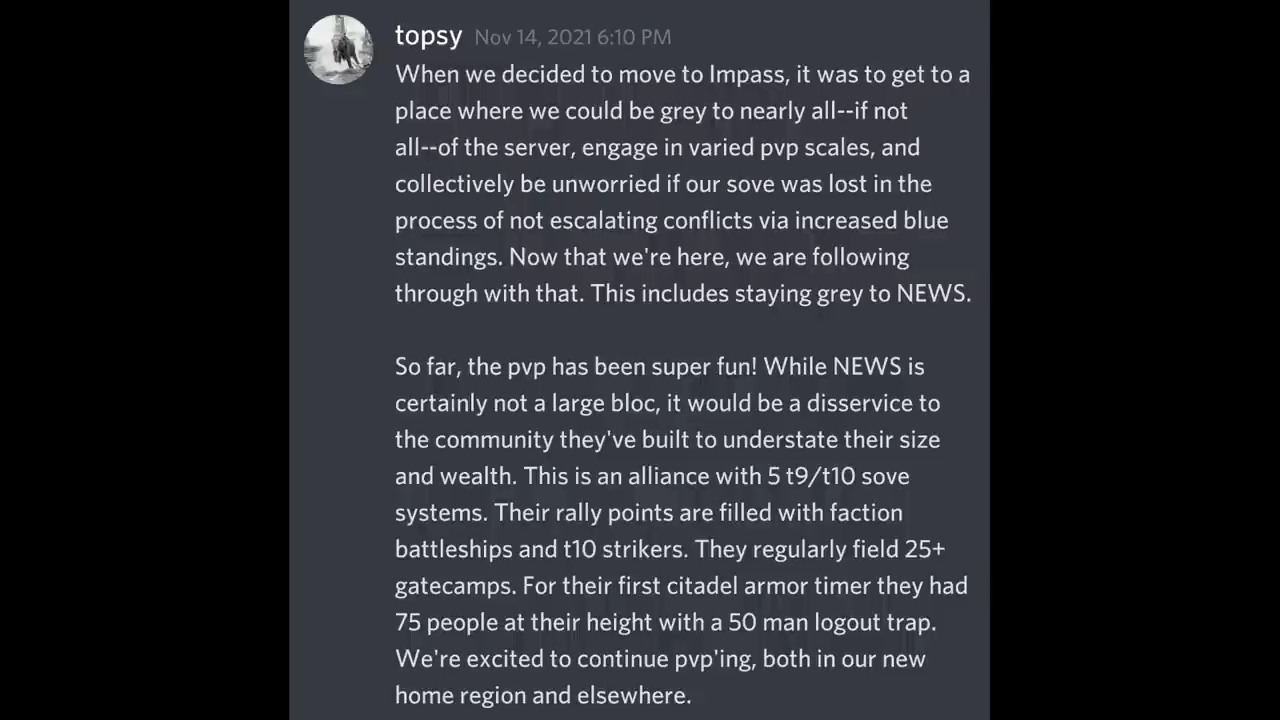 topsy Nov 14, 2021 6:10 PM
When we decided to move to Impass, it was to get to a
place where we could be grey to nearly all--if not
all--of the server, engage in varied pvp scales, and
collectively be unworried if our sove was lost in the
process of not escalating conflicts via increased blue
standings. Now that we're here, we are following
through with that. This includes staying grey to NEWS.
So far, the pvp has been super fun! While NEWS is
certainly not a large bloc, it would be a disservice to
the community they've built to understate their size
and wealth. This is an alliance with 5 t9/t10 sove
systems. Their rally points are filled with faction
battleships and t10 strikers. They regularly field 25+
gatecamps. For their first citadel armor timer they had
75 people at their height with a 50 man logout trap.
We're excited to continue pvp'ing, both in our new
home region and elsewhere.